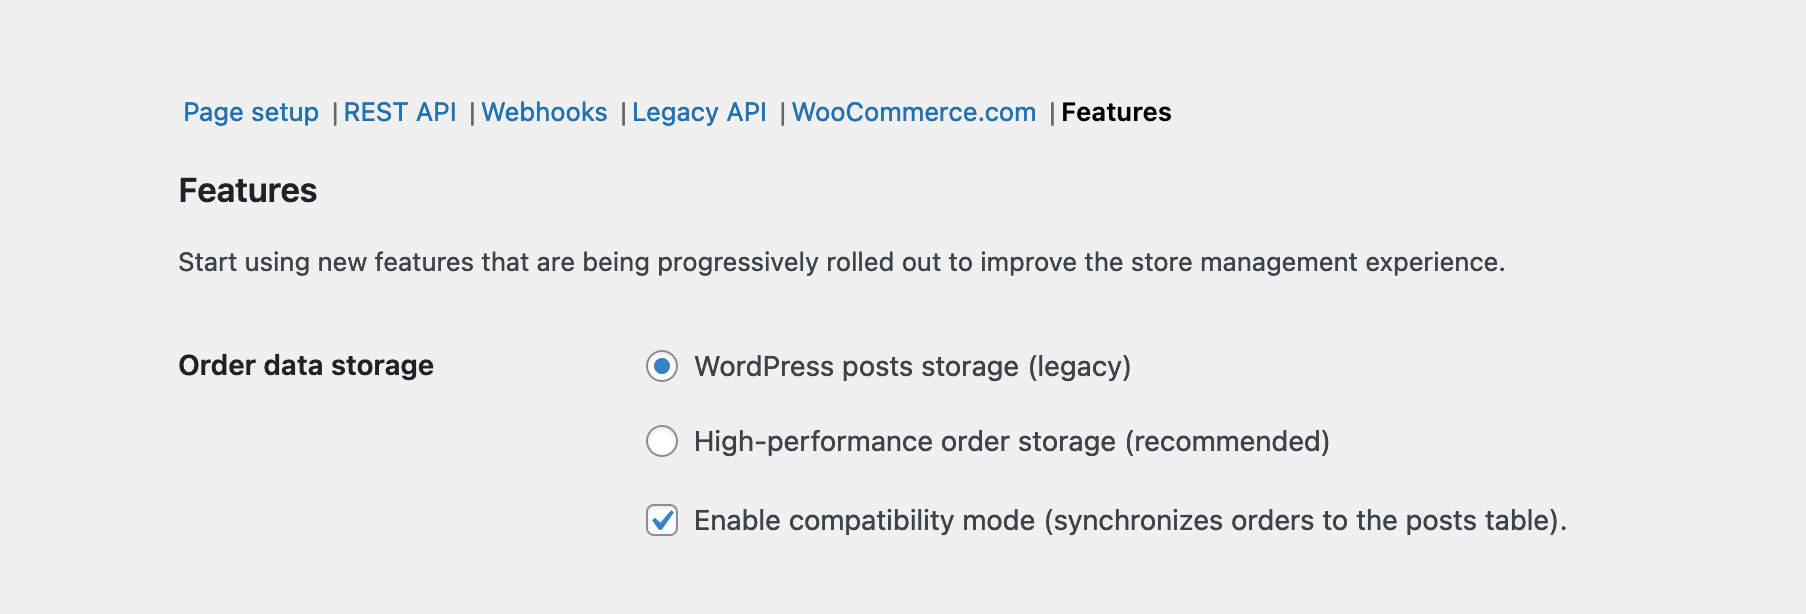 Page setup | REST API | Webhooks | Legacy API | WooCommerce.com | Features
Features
Start using new features that are being progressively rolled out to improve the store management experience.
Order data storage
WordPress posts storage (legacy)
High-performance order storage (recommended)
Enable compatibility mode (synchronizes orders to the posts table).